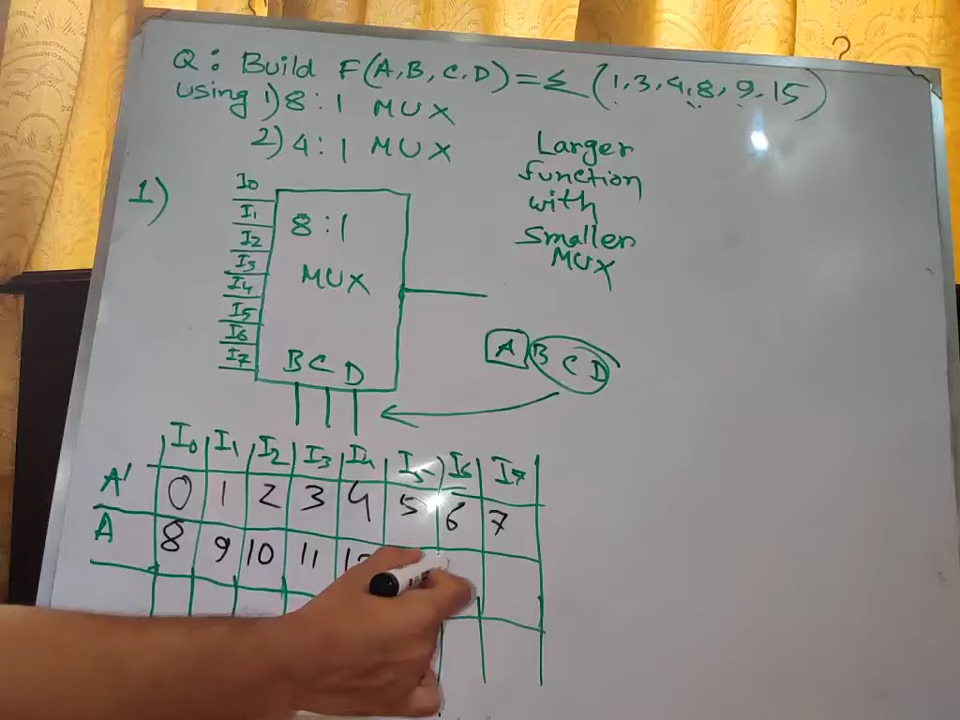 Q: Build F(A,B,C,D) = Σ (1,3,4,8,9,15)
using 1) 8:1 MUX
2) 4:1 MUX
Larger
function
with
smaller
MUX
1)
I0
I1
I2
I3
I4
I5
I6
I7
8:1
MUX
B C D
A B C D
I0 I1 I2 I3 I4 I5 I6 I7
A' 0 1 2 3 4 5 6 7
A 8 9 10 11